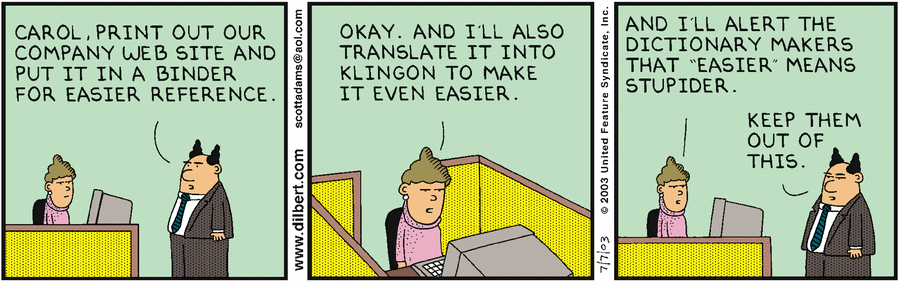 CAROL, PRINT OUT OUR
COMPANY WEB SITE AND
PUT IT IN A BINDER
FOR EASIER REFERENCE.
www.dilbert.com scottadams@aol.com
OKAY. AND I'LL ALSO
TRANSLATE IT INTO
KLINGON TO MAKE
IT EVEN EASIER.
7/7/03 © 2003 United Feature Syndicate, Inc.
AND I'LL ALERT THE
DICTIONARY MAKERS
THAT "EASIER" MEANS
STUPIDER.
KEEP THEM
OUT OF
THIS.